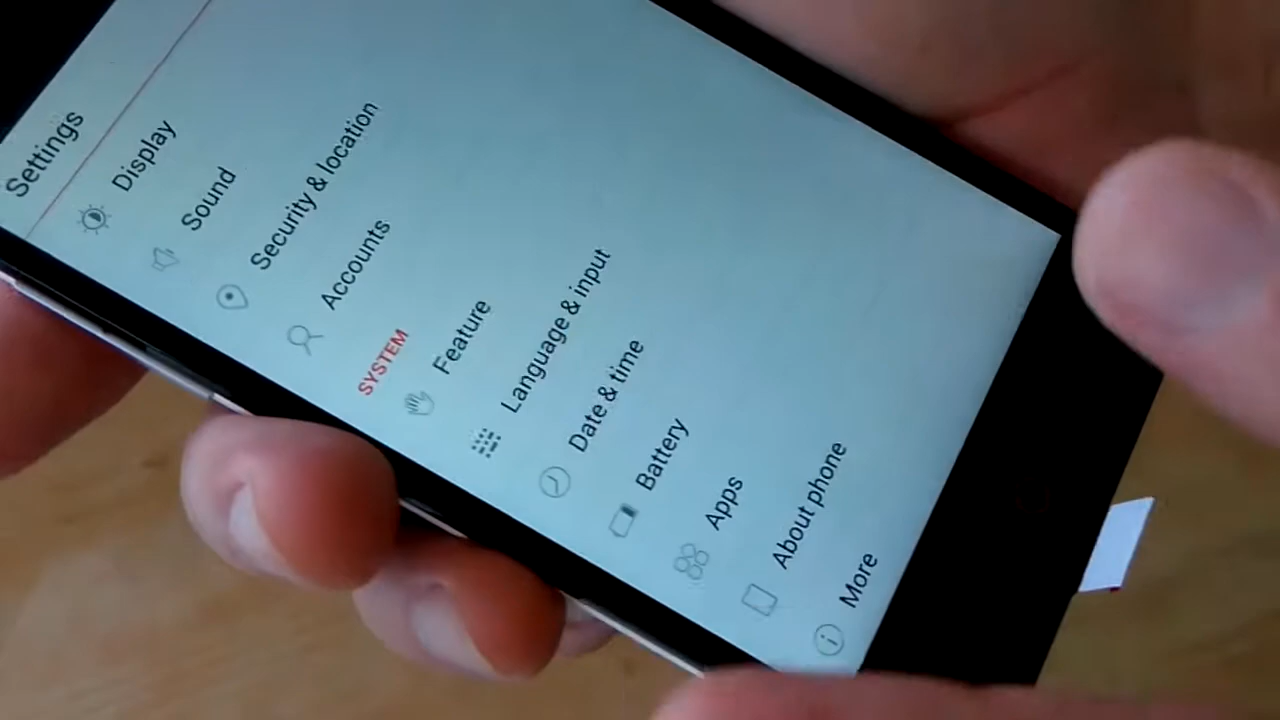 Settings
Display
Sound
Security & location
Accounts
SYSTEM
Feature
Language & input
Date & time
Battery
Apps
About phone
More